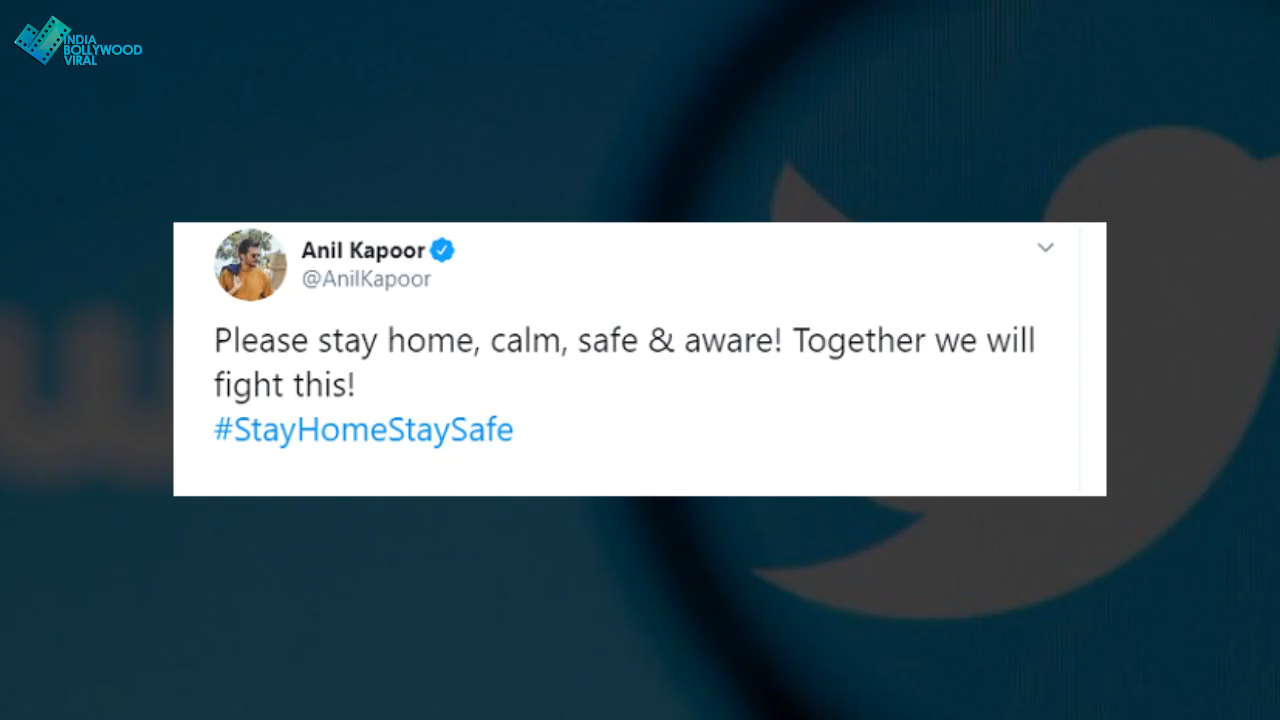 INDIA
BOLLYWOOD
VIRAL
Anil Kapoor
@AnilKapoor
Please stay home, calm, safe & aware! Together we will
fight this!
#StayHomeStaySafe